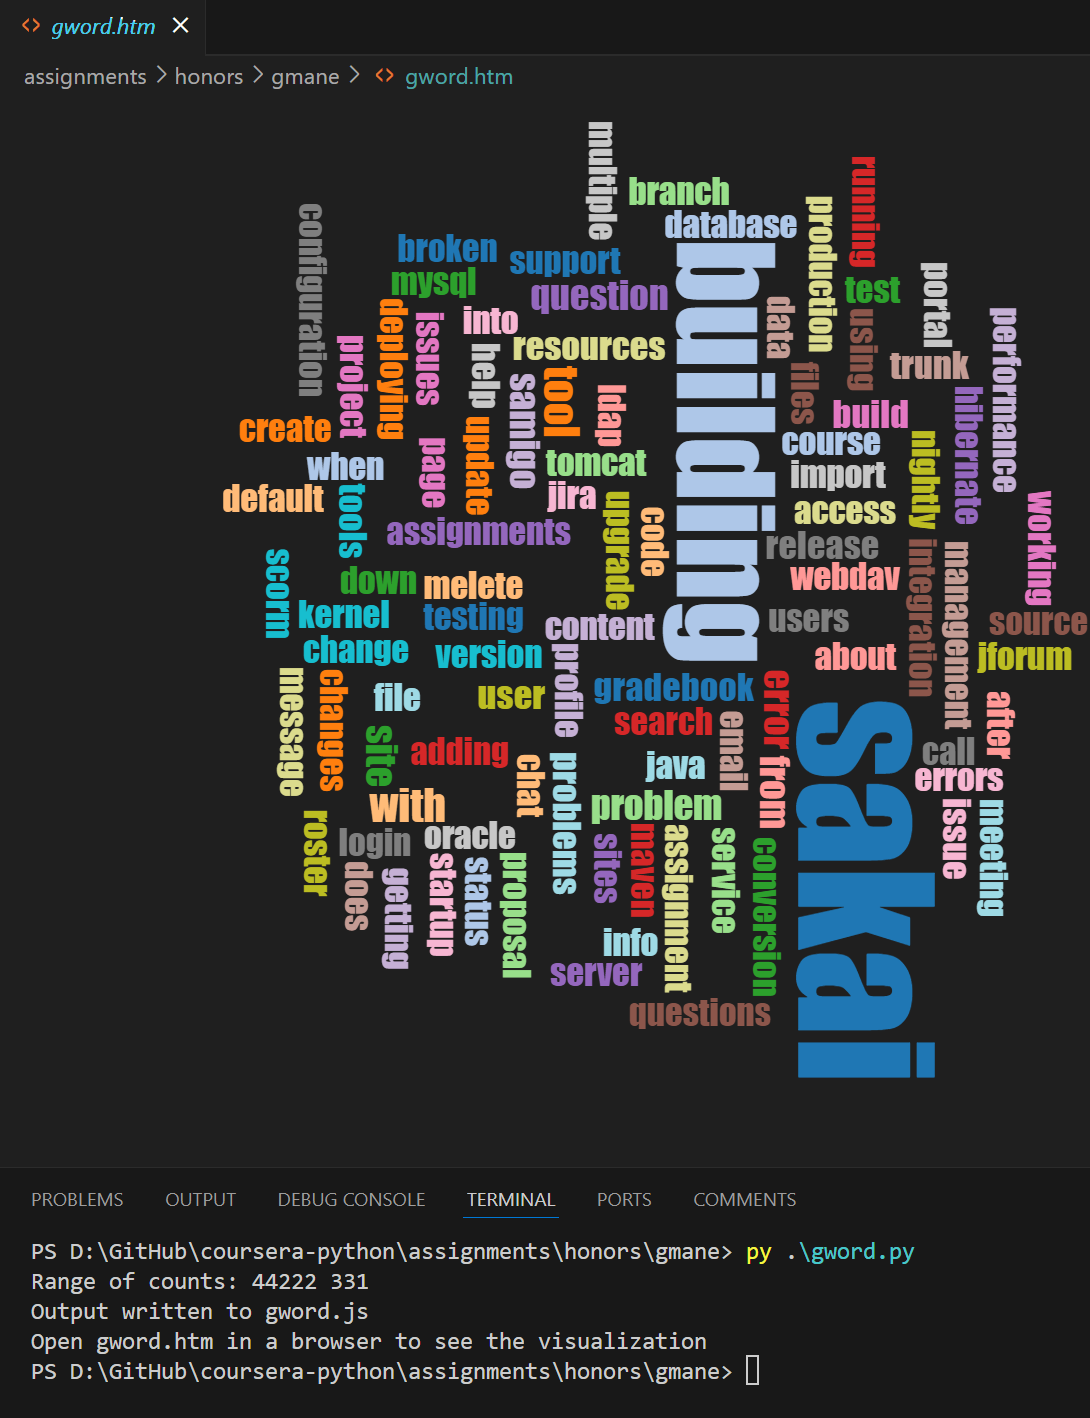 gword.htm
assignments > honors > gmane > gword.htm
multiple
running
branch
production
database
configuration
broken
support
building
portal
mysql
question
test
deploying
data
performance
issues
into
using
project
help
resources
trunk
files
tool
samigo
ldap
hibernate
build
create
update
course
nightly
page
when
tomcat
import
default
tools
jira
upgrade
access
working
assignments
code
release
integration
management
scorm
down
melete
webdav
kernel
testing
content
users
source
change
version
profile
about
jforum
message
changes
file
user
gradebook
error
after
sakai
search
email
site
adding
call
chat
problems
java
from
errors
with
problem
issue
meeting
roster
login
oracle
sites
maven
assignment
service
conversion
does
getting
startup
status
proposal
info
server
questions
PROBLEMS OUTPUT DEBUG CONSOLE TERMINAL PORTS COMMENTS
PS D:\GitHub\coursera-python\assignments\honors\gmane> py .\gword.py
Range of counts: 44222 331
Output written to gword.js
Open gword.htm in a browser to see the visualization
PS D:\GitHub\coursera-python\assignments\honors\gmane>